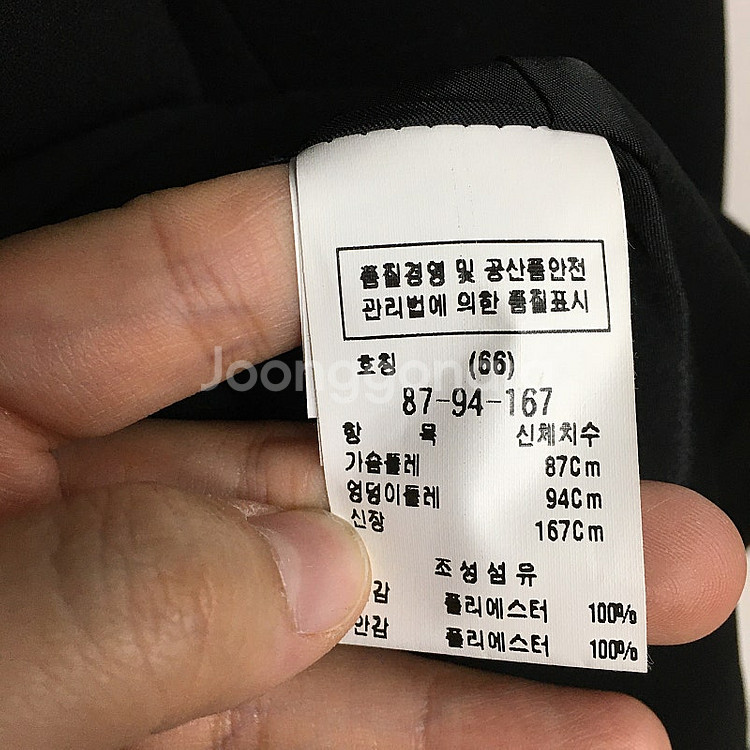 품질경영 및 공산품안전
관리법에 의한 품질표시
호칭 (66)
87-94-167
항 목 신체치수
가슴둘레 87Cm
엉덩이둘레 94Cm
신장 167Cm
조성섬유
감 폴리에스터 100%
안감 폴리에스터 100%